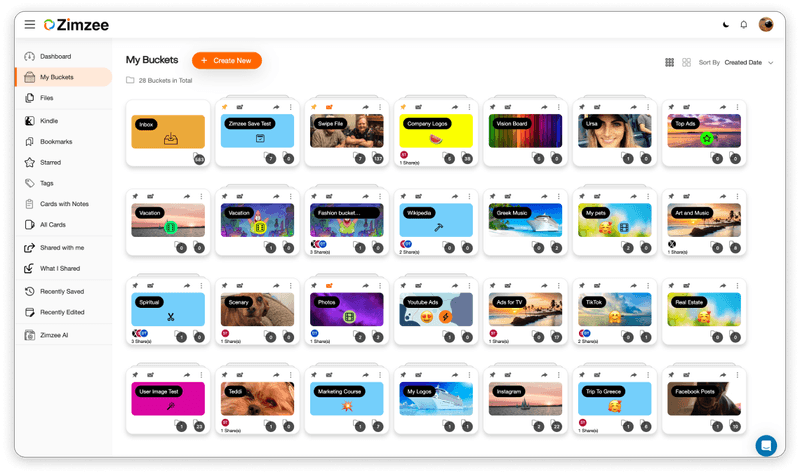 Zimzee
Dashboard
My Buckets
Files
Kindle
Bookmarks
Starred
Tags
Cards with Notes
All Cards
Shared with me
What I Shared
Recently Saved
Recently Edited
Zimzee AI
My Buckets
+ Create New
28 Buckets in Total
Sort By Created Date
Inbox
583
Zimzee Save Test
7 0
Swipe File
7 137
Company Logos
1 Share(s)
5 38
Vision Board
0 0
Ursa
1 0
Top Ads
0 0
Vacation
0 0
Vacation
1 0
Fashion bucket...
3 Share(s)
0 0
Wikipedia
2 Share(s)
0 0
Greek Music
0 2
My pets
2 0
Art and Music
1 Share(s)
0 6
Spiritual
3 Share(s)
1 0
Scenary
1 Share(s)
0 0
Photos
1 Share(s)
2 2
Youtube Ads
1 0
Ads for TV
1 Share(s)
0 17
TikTok
2 Share(s)
1 0
Real Estate
0 0
User Image Test
1 23
Teddi
1 Share(s)
1 0
Marketing Course
1 7
My Logos
1 1
Instagram
2 22
Trip To Greece
1 Share(s)
1 6
Facebook Posts
1 10